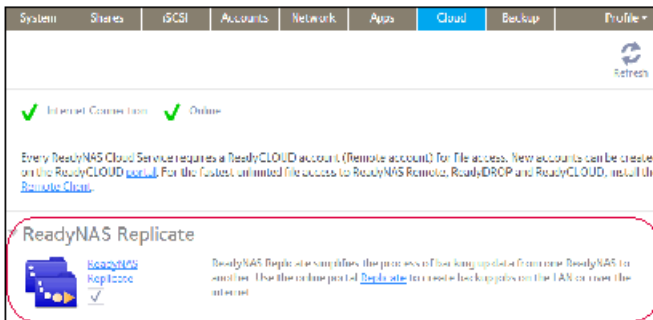 System Shares iSCSI Accounts Network Apps Cloud Backup Profile
Refresh
Internet Connection Online
Every ReadyNAS Cloud Service requires a ReadyCLOUD account (Remote account) for file access. New accounts can be create
on the ReadyCLOUD portal. For the fastest unlimited file access to ReadyNAS Remote, ReadyDROP and ReadyCLOUD, install th
Remote Client.
ReadyNAS Replicate
ReadyNAS
Replicate
ReadyNAS Replicate simplifies the process of backing up data from one ReadyNAS to
another. Use the online portal Replicate to create backup jobs on the LAN or over the
internet